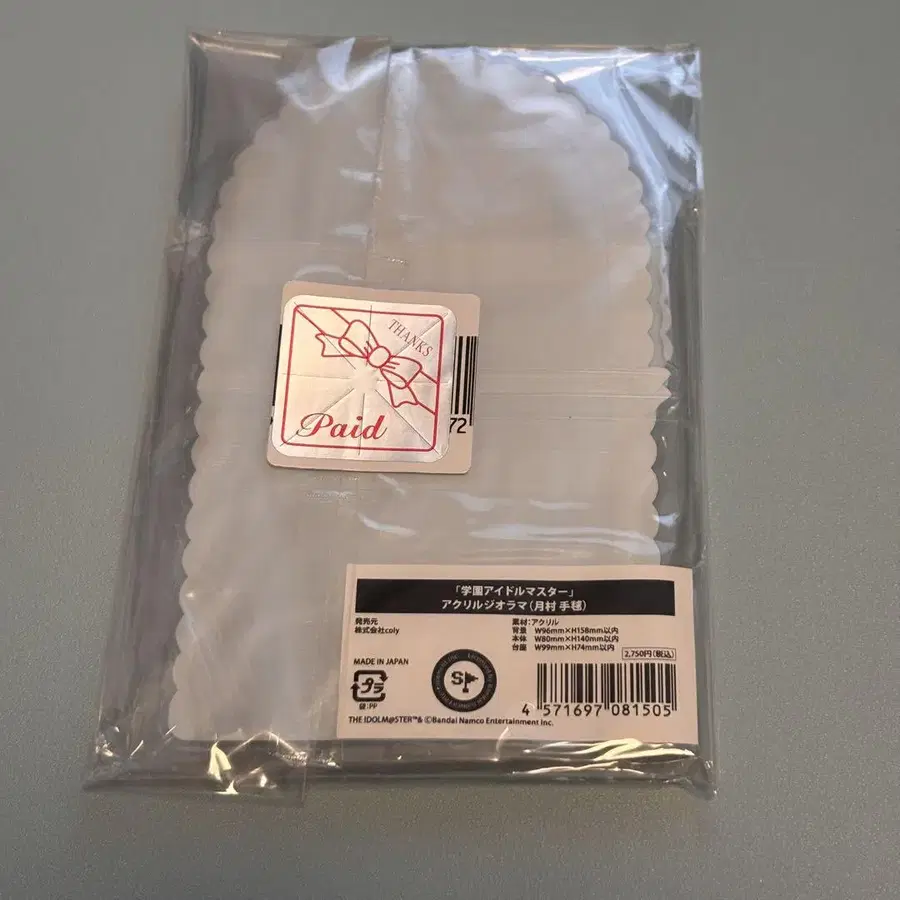 THANKS
Paid
72
「学園アイドルマスター」
アクリルジオラマ(月村 手毬)
発売元
株式会社coly
素材:アクリル
背景 W96mm×H158mm以内
本体 W80mm×H140mm以内
台座 W99mm×H74mm以内
2,750円(税込)
MADE IN JAPAN
プラ
袋:PP
S
4 571697 081505
THE IDOLM@STER™& ©Bandai Namco Entertainment Inc.